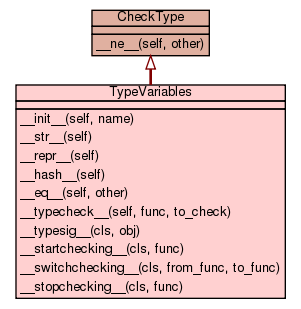 CheckType
__ne__(self, other)
TypeVariables
__init__(self, name)
__str__(self)
__repr__(self)
__hash__(self)
__eq__(self, other)
__typecheck__(self, func, to_check)
__typesig__(cls, obj)
__startchecking__(cls, func)
__switchchecking__(cls, from_func, to_func)
__stopchecking__(cls, func)